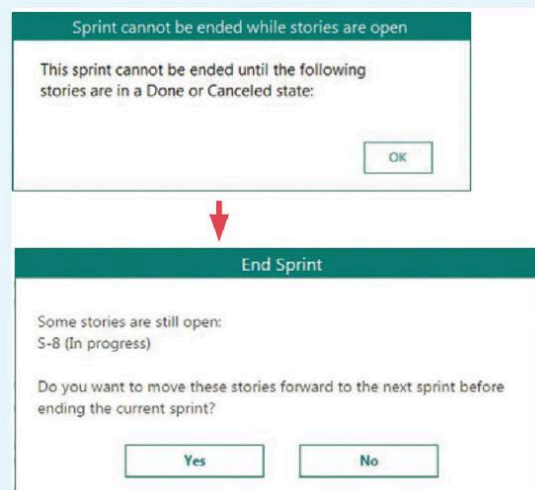 Sprint cannot be ended while stories are open
This sprint cannot be ended until the following
stories are in a Done or Canceled state:
OK
End Sprint
Some stories are still open:
S-8 (In progress)
Do you want to move these stories forward to the next sprint before
ending the current sprint?
Yes
No